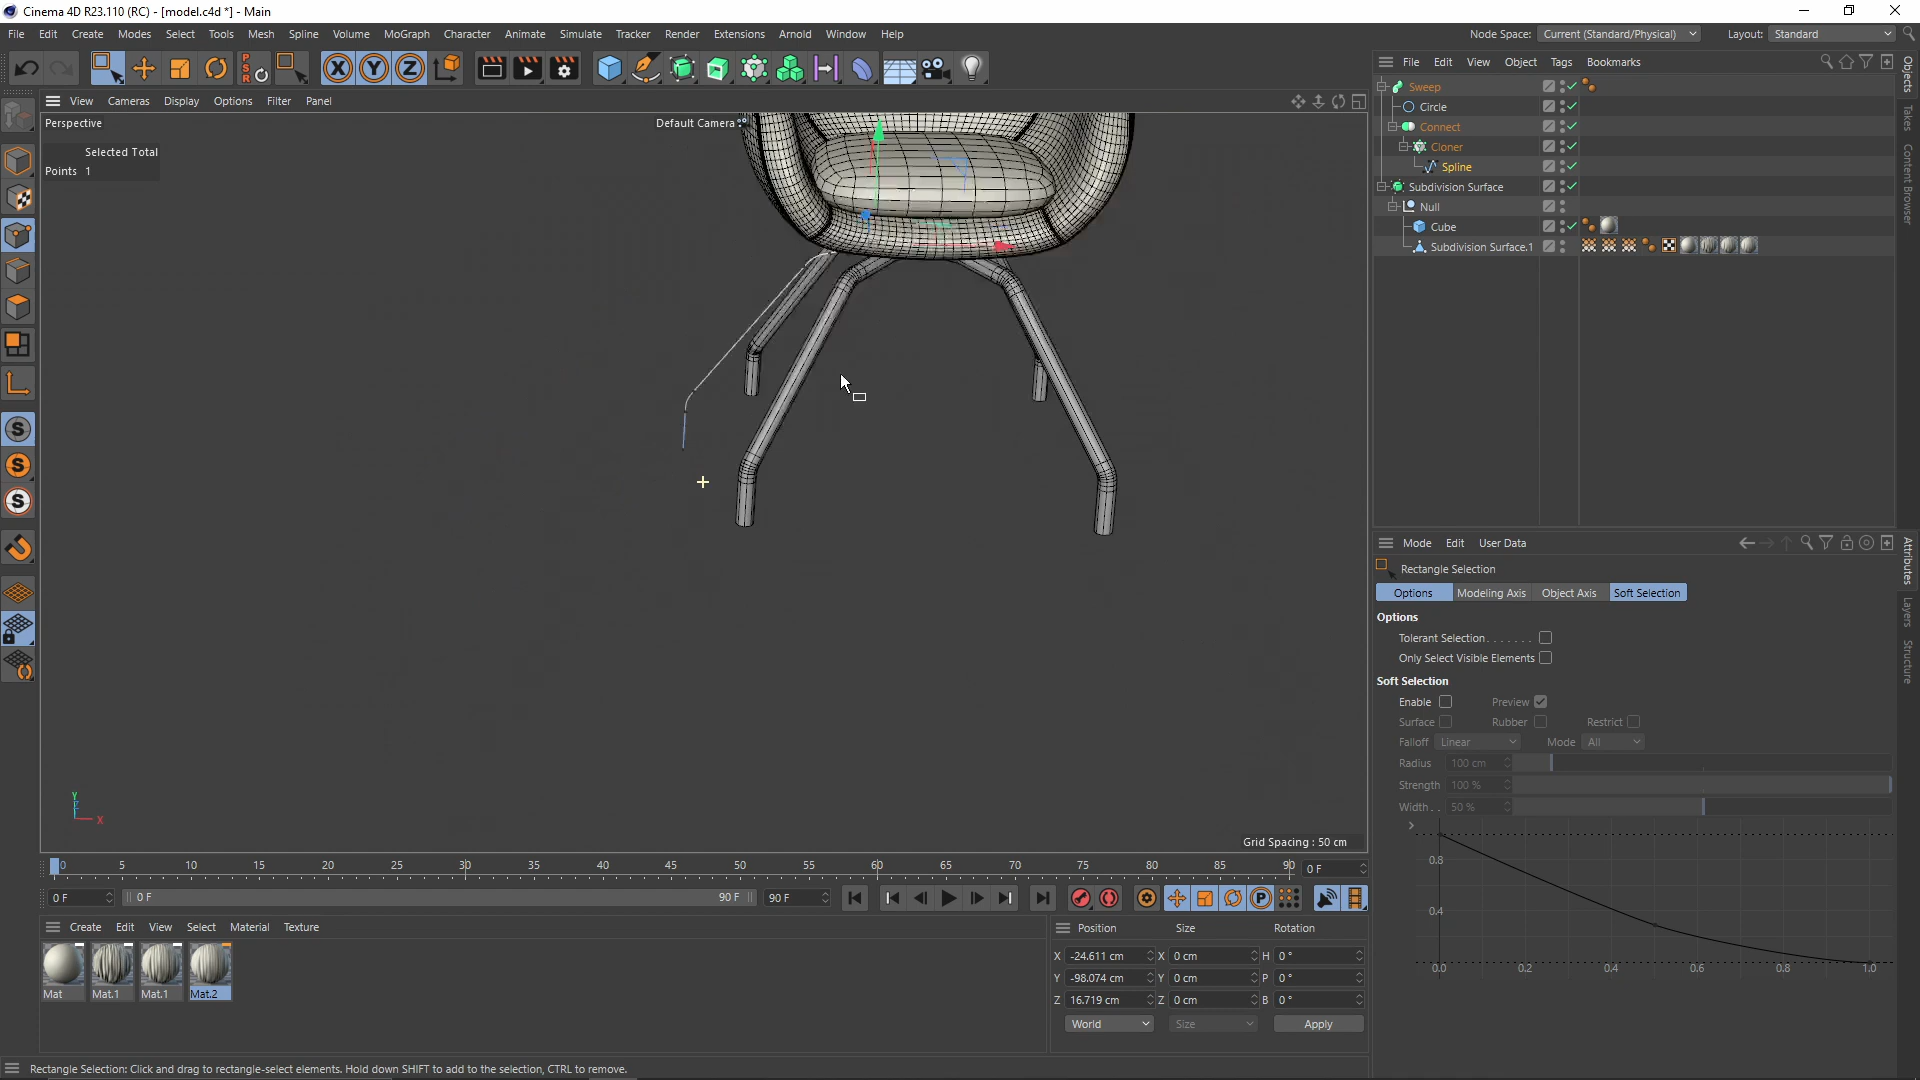 Cinema 4D R23.110 (RC) - [model.c4d *] - Main
File Edit Create Modes Select Tools Mesh Spline Volume MoGraph Character Animate Simulate Tracker Render Extensions Arnold Window Help
Node Space: Current (Standard/Physical) Layout: Standard
PSR
X Y Z
View Cameras Display Options Filter Panel
Perspective
Default Camera
Selected Total
Points 1
Y
Z
X
Grid Spacing : 50 cm
S
S
S
File Edit View Object Tags Bookmarks
Sweep
Circle
Connect
Cloner
Spline
Subdivision Surface
Null
Cube
Subdivision Surface.1
Objects
Takes
Content Browser
Mode Edit User Data
Rectangle Selection
Options Modeling Axis Object Axis Soft Selection
Options
Tolerant Selection . . . . . . .
Only Select Visible Elements
Soft Selection
Enable Preview
Surface Rubber Restrict
Falloff Linear Mode All
Radius 100 cm
Strength 100 %
Width . . 50 %
0.8
0.4
0.0 0.2 0.4 0.6 0.8 1.0
Attributes
Layers
Structure
0 5 10 15 20 25 30 35 40 45 50 55 60 65 70 75 80 85 90 0 F
0 F 0 F 90 F 90 F
P
Create Edit View Select Material Texture
Mat Mat.1 Mat.1 Mat.2
Position Size Rotation
X -24.611 cm X 0 cm H 0 °
Y -98.074 cm Y 0 cm P 0 °
Z 16.719 cm Z 0 cm B 0 °
World Size Apply
Rectangle Selection: Click and drag to rectangle-select elements. Hold down SHIFT to add to the selection, CTRL to remove.